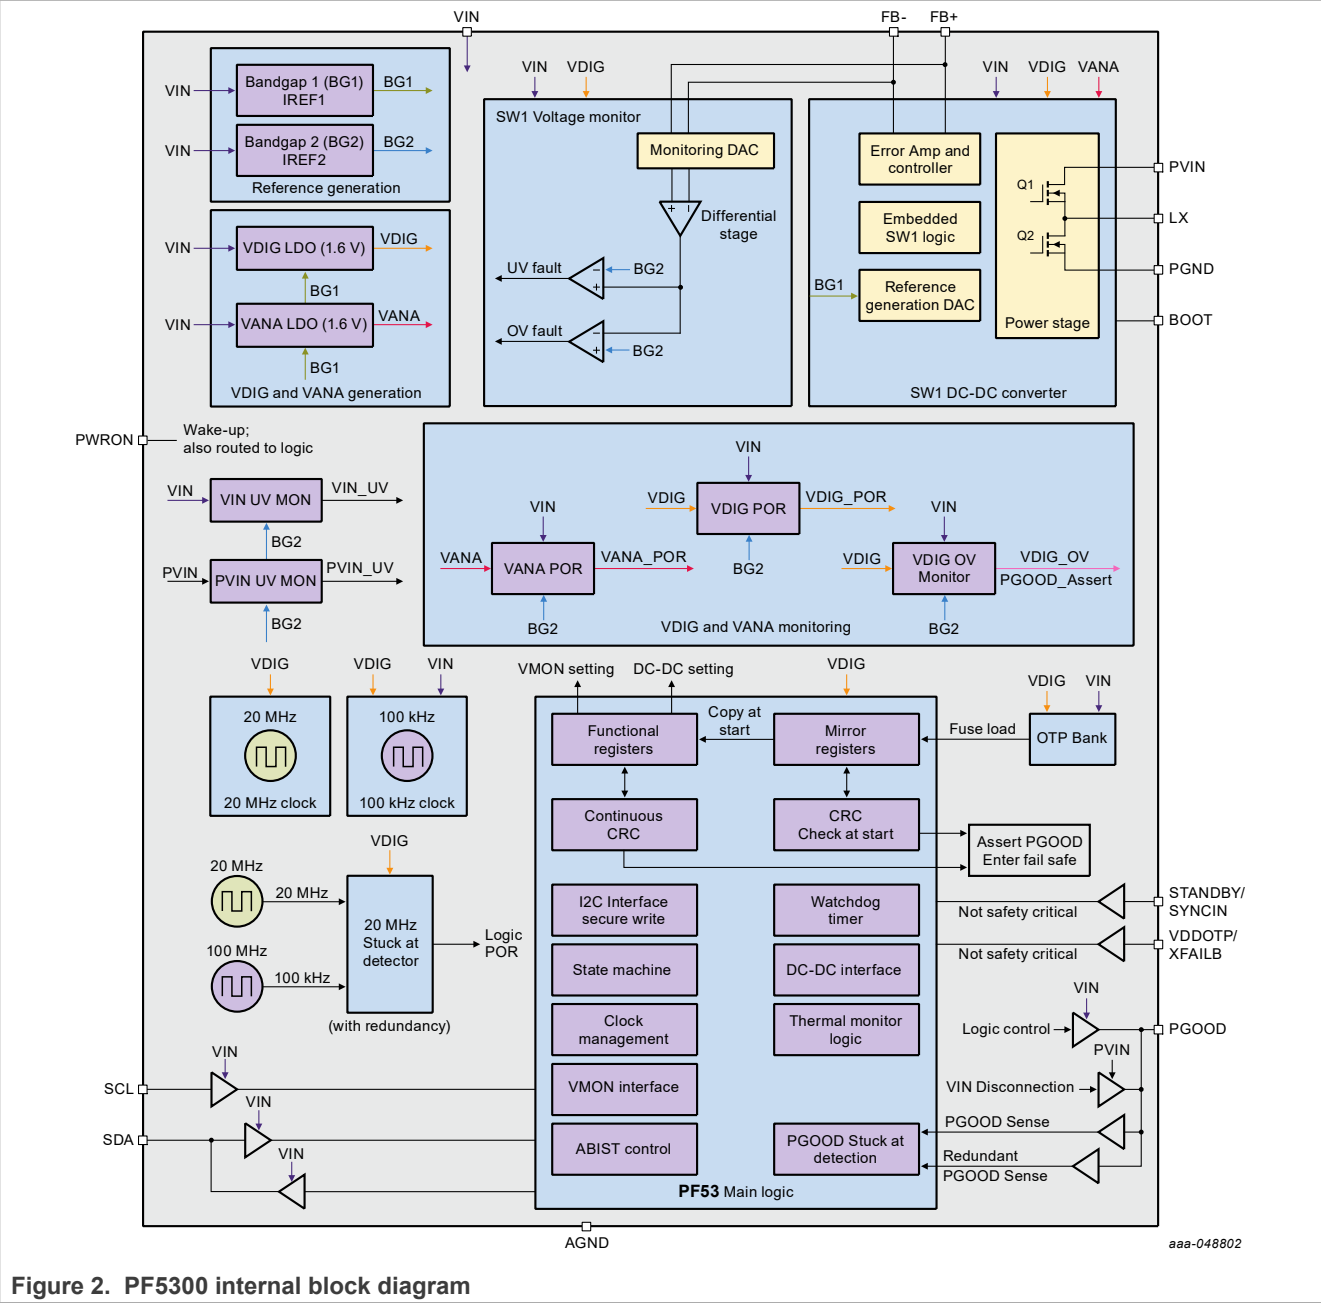 VIN
FB-
FB+
VIN
Bandgap 1 (BG1)
IREF1
BG1
VIN
Bandgap 2 (BG2)
IREF2
BG2
Reference generation
VIN
VDIG LDO (1.6 V)
VDIG
BG1
VIN
VANA LDO (1.6 V)
VANA
BG1
VDIG and VANA generation
VIN
VDIG
SW1 Voltage monitor
Monitoring DAC
+
–
Differential
stage
UV fault
–
+
BG2
OV fault
–
+
BG2
VIN
VDIG
VANA
Error Amp and
controller
Embedded
SW1 logic
BG1
Reference
generation DAC
Q1
Q2
Power stage
SW1 DC-DC converter
PVIN
LX
PGND
BOOT
PWRON
Wake-up;
also routed to logic
VIN
VIN UV MON
VIN_UV
BG2
PVIN
PVIN UV MON
PVIN_UV
BG2
VIN
VDIG
VDIG POR
VDIG_POR
BG2
VIN
VANA
VANA POR
VANA_POR
BG2
VIN
VDIG
VDIG OV
Monitor
VDIG_OV
PGOOD_Assert
BG2
VDIG and VANA monitoring
VDIG
20 MHz
20 MHz clock
VDIG
VIN
100 kHz
100 kHz clock
VMON setting
DC-DC setting
VDIG
Functional
registers
Copy at
start
Mirror
registers
Fuse load
VDIG
VIN
OTP Bank
Continuous
CRC
CRC
Check at start
Assert PGOOD
Enter fail safe
VDIG
20 MHz
20 MHz
100 MHz
100 kHz
20 MHz
Stuck at
detector
Logic
POR
(with redundancy)
I2C Interface
secure write
Watchdog
timer
State machine
DC-DC interface
Clock
management
Thermal monitor
logic
VMON interface
ABIST control
PGOOD Stuck at
detection
PF53 Main logic
Not safety critical
STANDBY/
SYNCIN
Not safety critical
VDDOTP/
XFAILB
VIN
Logic control
PGOOD
PVIN
VIN Disconnection
PGOOD Sense
Redundant
PGOOD Sense
SCL
VIN
SDA
VIN
VIN
AGND
aaa-048802
Figure 2. PF5300 internal block diagram